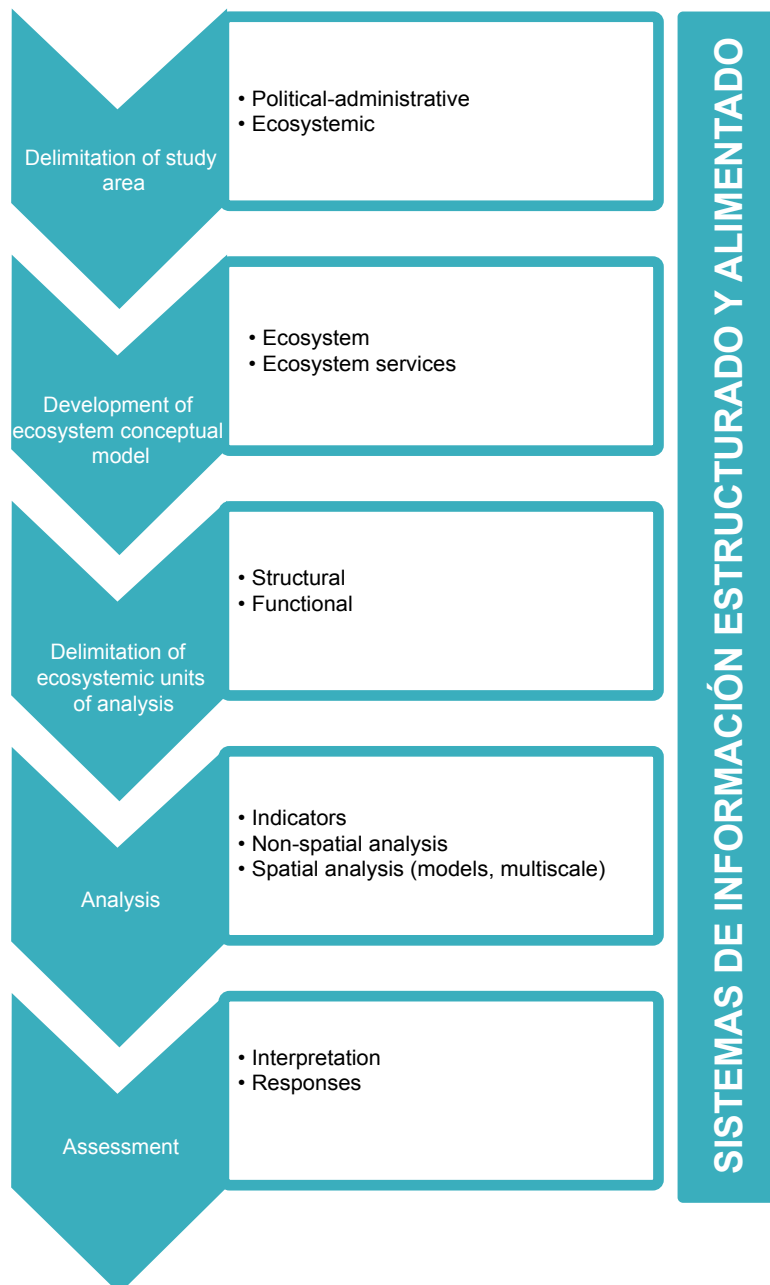 Delimitation of study
area
• Political-administrative
• Ecosystemic
Development of
ecosystem conceptual
model
• Ecosystem
• Ecosystem services
Delimitation of
ecosystemic units
of analysis
• Structural
• Functional
Analysis
• Indicators
• Non-spatial analysis
• Spatial analysis (models, multiscale)
Assessment
• Interpretation
• Responses
SISTEMAS DE INFORMACIÓN ESTRUCTURADO Y ALIMENTADO